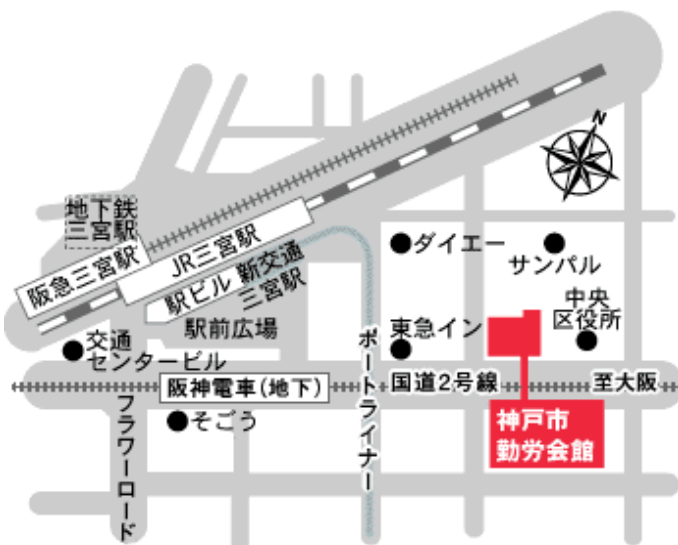 N
地下鉄
三宮駅
阪急三宮駅
JR三宮駅
駅ビル
新交通
三宮駅
駅前広場
ダイエー
サンパル
中央
区役所
東急イン
交通
センタービル
阪神電車(地下)
国道2号線
至大阪
そごう
フラワーロード
ポートライナー
神戸市
勤労会館